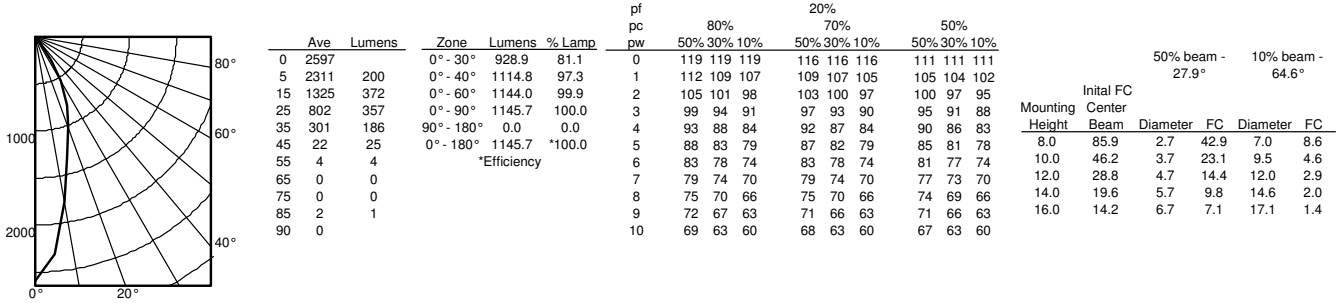 80°
60°
40°
20°
0°
1000
2000
Ave Lumens
0 2597
5 2311 200
15 1325 372
25 802 357
35 301 186
45 22 25
55 4 4
65 0 0
75 0 0
85 2 1
90 0
Zone Lumens % Lamp
0°- 30° 928.9 81.1
0°- 40° 1114.8 97.3
0°- 60° 1144.0 99.9
0°- 90° 1145.7 100.0
90°- 180° 0.0 0.0
0°- 180° 1145.7 *100.0
*Efficiency
pf 20%
pc 80% 70% 50%
pw 50% 30% 10% 50% 30% 10% 50% 30% 10%
0 119 119 119 116 116 116 111 111 111
1 112 109 107 109 107 105 105 104 102
2 105 101 98 103 100 97 100 97 95
3 99 94 91 97 93 90 95 91 88
4 93 88 84 92 87 84 90 86 83
5 88 83 79 87 82 79 85 81 78
6 83 78 74 83 78 74 81 77 74
7 79 74 70 79 74 70 77 73 70
8 75 70 66 75 70 66 74 69 66
9 72 67 63 71 66 63 71 66 63
10 69 63 60 68 63 60 67 63 60
50% beam - 10% beam -
27.9° 64.6°
Inital FC
Mounting Center
Height Beam Diameter FC Diameter FC
8.0 85.9 2.7 42.9 7.0 8.6
10.0 46.2 3.7 23.1 9.5 4.6
12.0 28.8 4.7 14.4 12.0 2.9
14.0 19.6 5.7 9.8 14.6 2.0
16.0 14.2 6.7 7.1 17.1 1.4